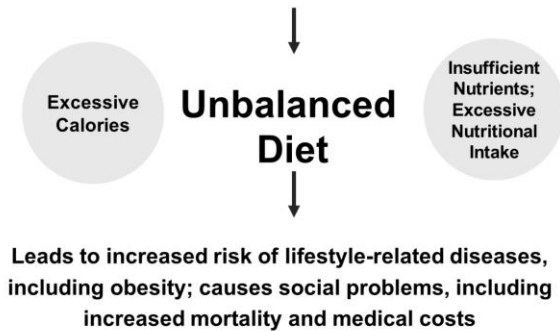 Excessive
Calories
Unbalanced
Diet
Insufficient
Nutrients;
Excessive
Nutritional
Intake
Leads to increased risk of lifestyle-related diseases,
including obesity; causes social problems, including
increased mortality and medical costs